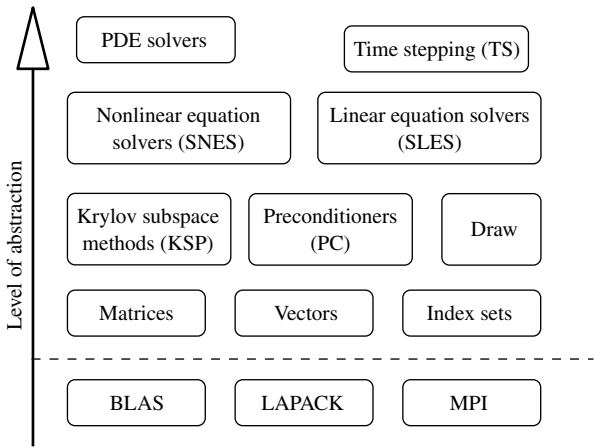 PDE solvers
Time stepping (TS)
Nonlinear equation
solvers (SNES)
Linear equation solvers
(SLES)
Krylov subspace
methods (KSP)
Preconditioners
(PC)
Draw
Matrices
Vectors
Index sets
BLAS
LAPACK
MPI
Level of abstraction